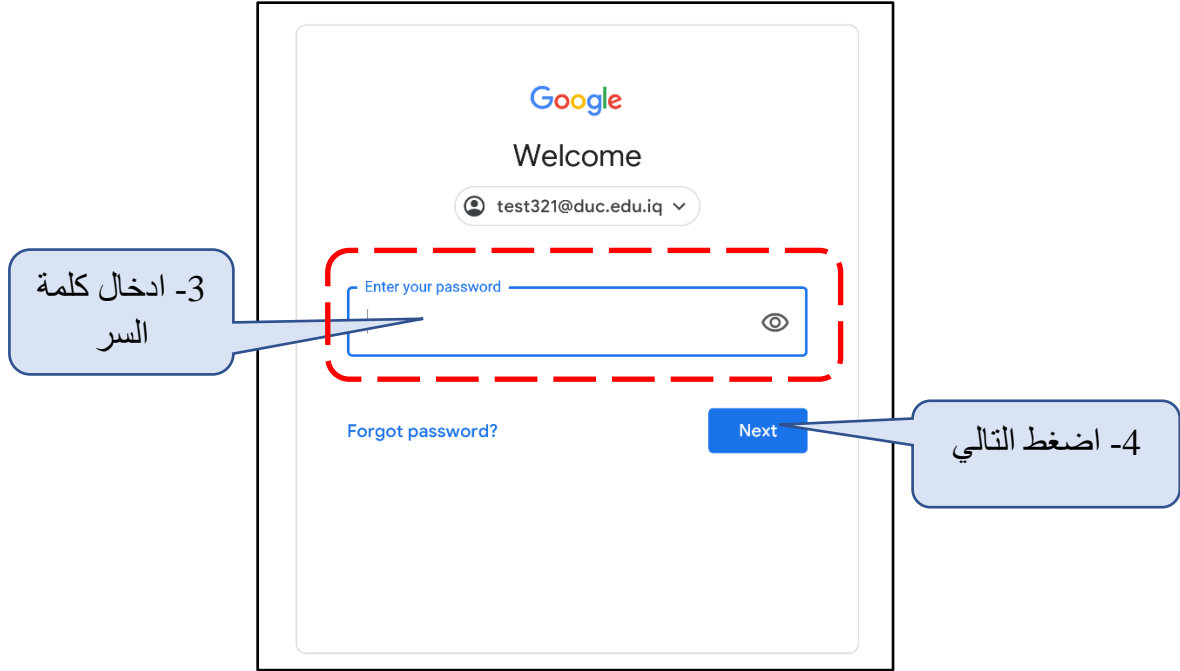 Google
Welcome
test321@duc.edu.iq
3- ادخال كلمة
السر
Enter your password
Forgot password?
Next
4- اضغط التالي